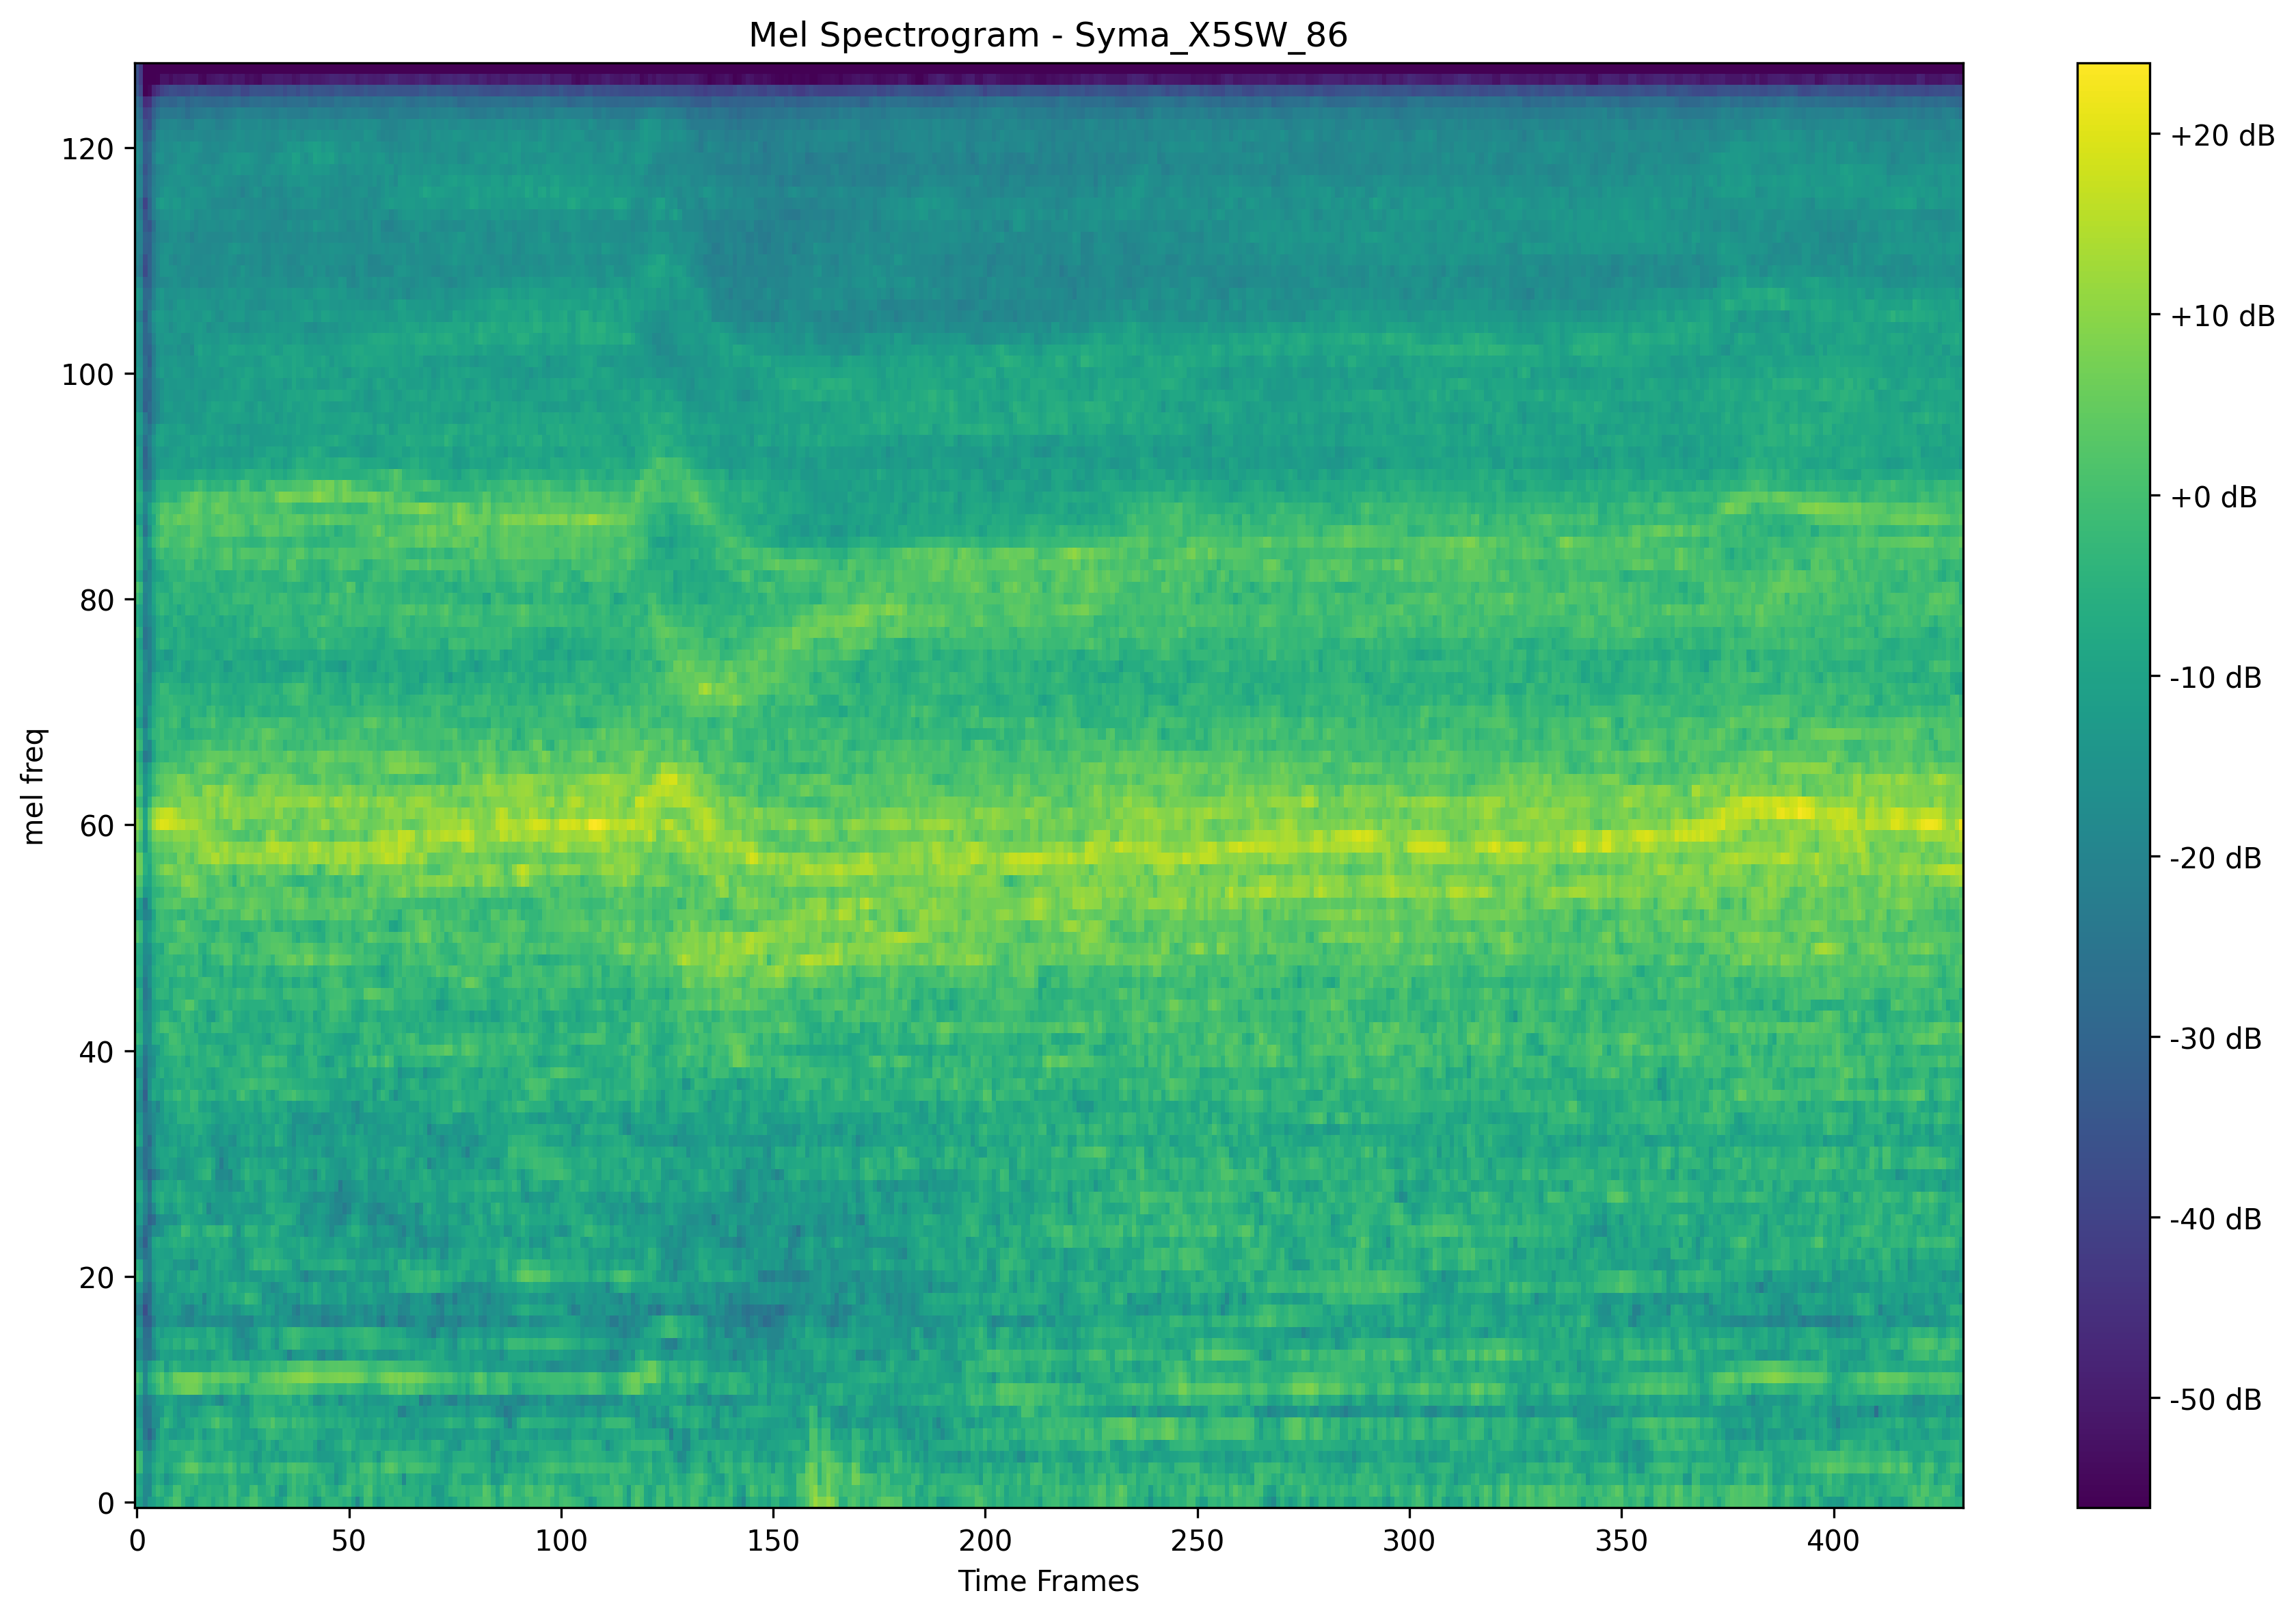 Mel Spectrogram - Syma_X5SW_86
mel freq
120
100
80
60
40
20
0
0 50 100 150 200 250 300 350 400
Time Frames
+20 dB
+10 dB
+0 dB
-10 dB
-20 dB
-30 dB
-40 dB
-50 dB